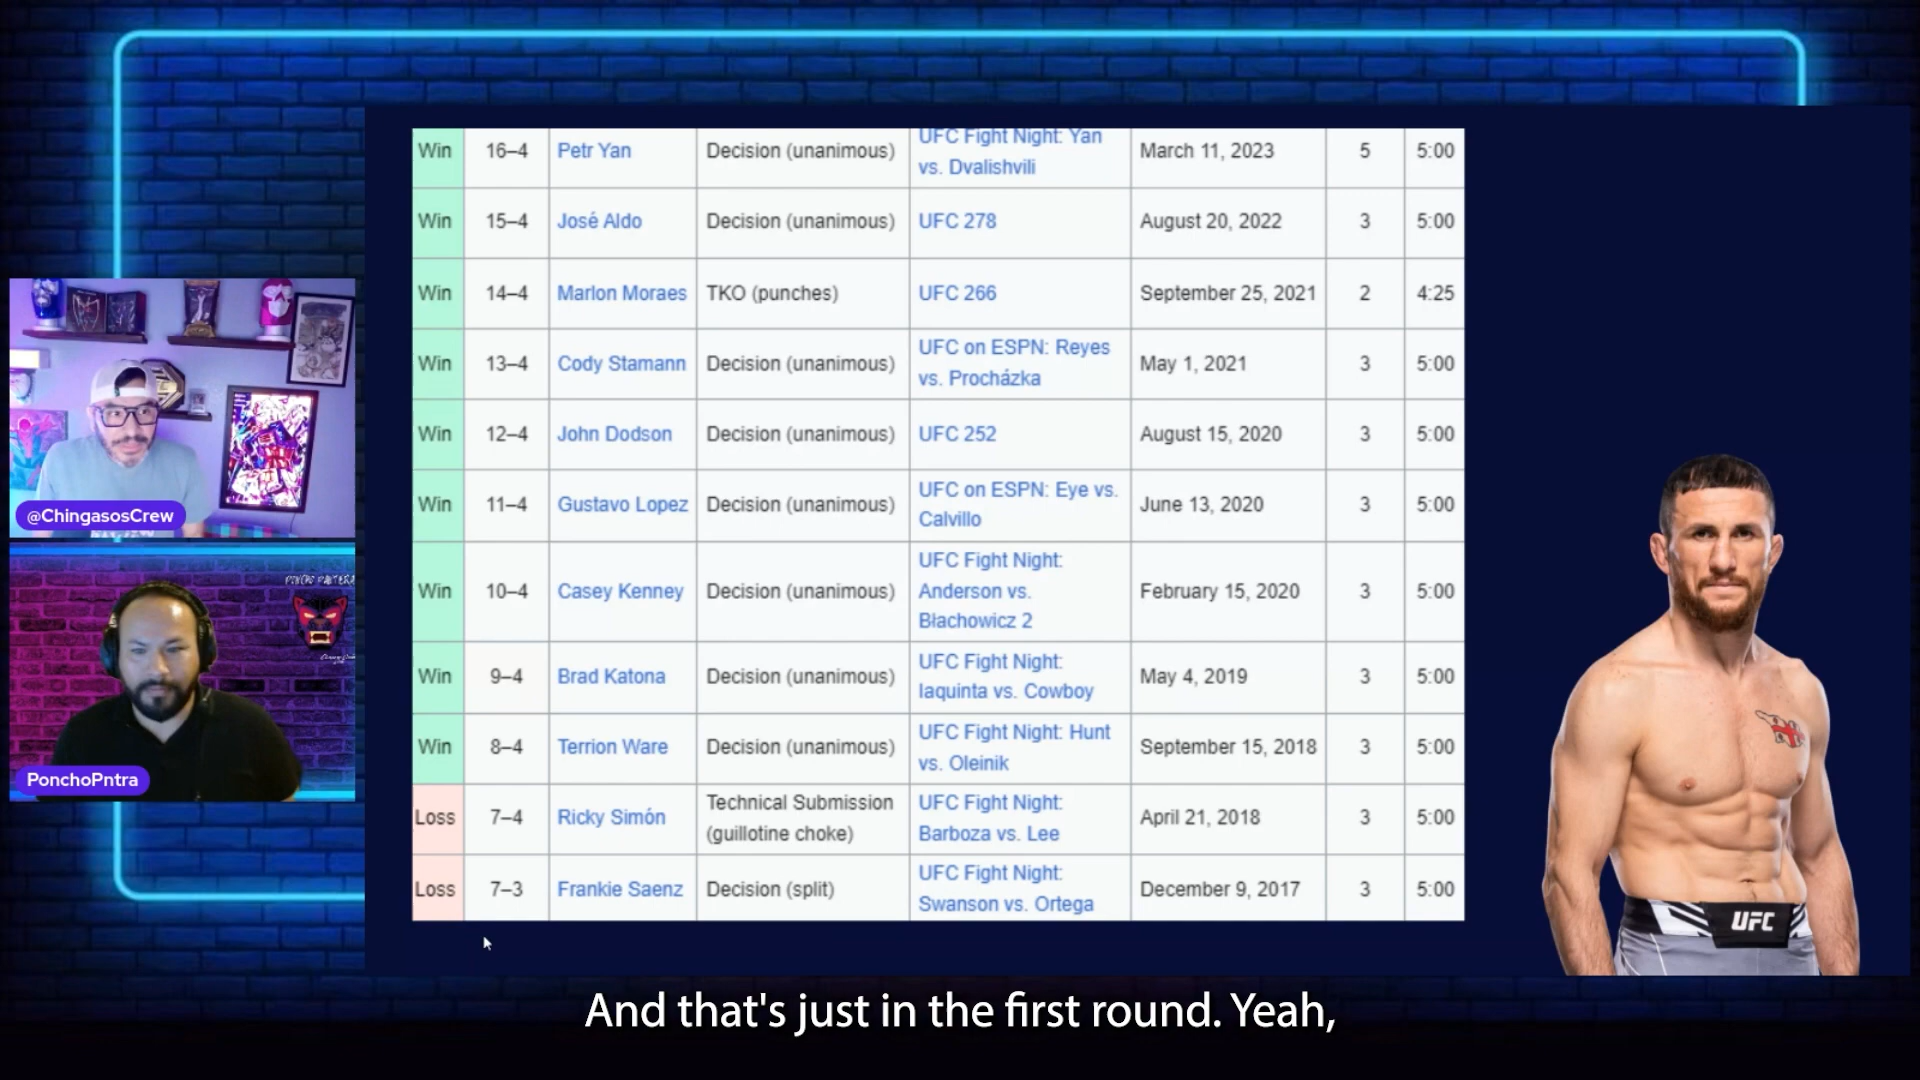 Win 16–4 Petr Yan Decision (unanimous) UFC Fight Night: Yan vs. Dvalishvili March 11, 2023 5 5:00
Win 15–4 José Aldo Decision (unanimous) UFC 278 August 20, 2022 3 5:00
Win 14–4 Marlon Moraes TKO (punches) UFC 266 September 25, 2021 2 4:25
Win 13–4 Cody Stamann Decision (unanimous) UFC on ESPN: Reyes vs. Procházka May 1, 2021 3 5:00
Win 12–4 John Dodson Decision (unanimous) UFC 252 August 15, 2020 3 5:00
Win 11–4 Gustavo Lopez Decision (unanimous) UFC on ESPN: Eye vs. Calvillo June 13, 2020 3 5:00
Win 10–4 Casey Kenney Decision (unanimous) UFC Fight Night: Anderson vs. Błachowicz 2 February 15, 2020 3 5:00
Win 9–4 Brad Katona Decision (unanimous) UFC Fight Night: Iaquinta vs. Cowboy May 4, 2019 3 5:00
Win 8–4 Terrion Ware Decision (unanimous) UFC Fight Night: Hunt vs. Oleinik September 15, 2018 3 5:00
Loss 7–4 Ricky Simón Technical Submission (guillotine choke) UFC Fight Night: Barboza vs. Lee April 21, 2018 3 5:00
Loss 7–3 Frankie Saenz Decision (split) UFC Fight Night: Swanson vs. Ortega December 9, 2017 3 5:00
@ChingasosCrew
PONCHO PANTERA
PonchoPntra
UFC
And that's just in the first round. Yeah,